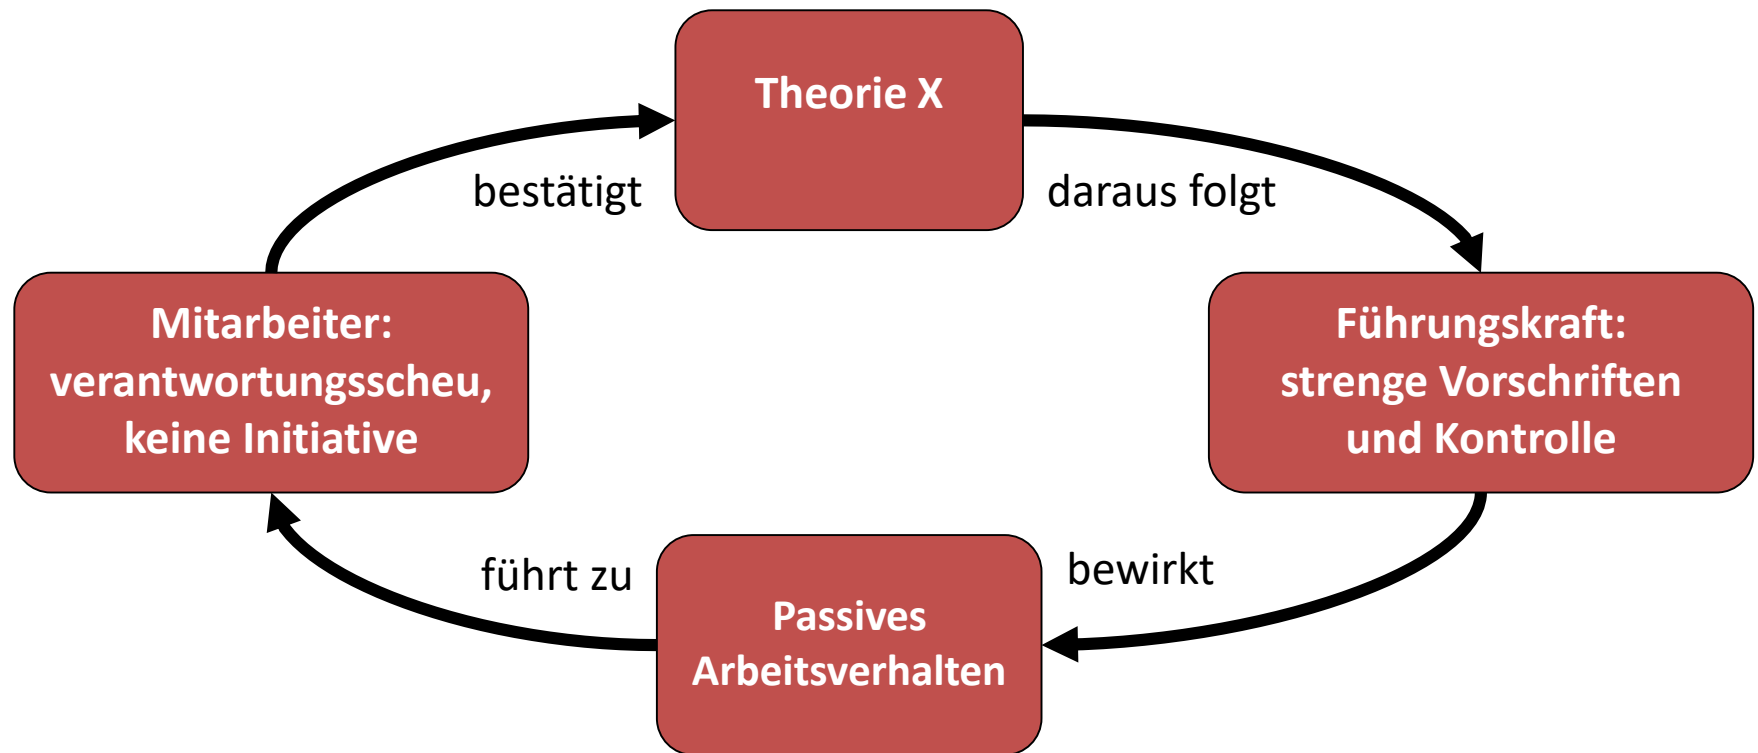 Theorie X
bestätigt
daraus folgt
Mitarbeiter:
verantwortungsscheu,
keine Initiative
Führungskraft:
strenge Vorschriften
und Kontrolle
führt zu
bewirkt
Passives
Arbeitsverhalten